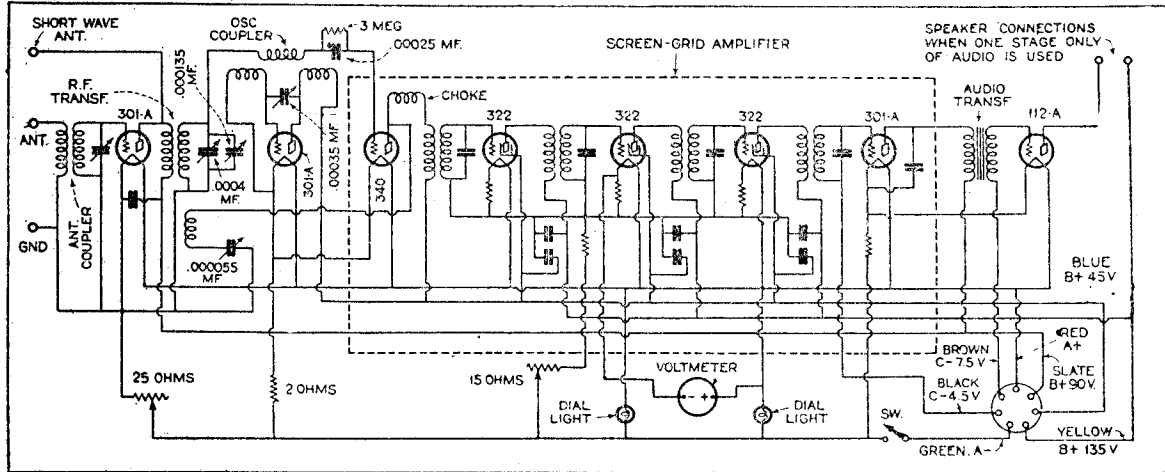 SHORT WAVE
ANT.
OSC
COUPLER
3 MEG
.00025 MF.
SCREEN-GRID AMPLIFIER
SPEAKER CONNECTIONS
WHEN ONE STAGE ONLY
OF AUDIO IS USED
.000135
MF.
R.F.
TRANSF.
CHOKE
AUDIO
TRANSF
301-A
322
322
322
301-A
112-A
ANT.
.0004
MF.
301-A
.00035 MF.
340
GND
ANT.
COUPLER
.000055
MF
BLUE
B+ 45V
RED
A+
BROWN
C-7.5 V
SLATE
B+90V.
25 OHMS
2 OHMS
15 OHMS
VOLTMETER
- +
BLACK
C-4.5V
DIAL
LIGHT
DIAL
LIGHT
SW.
GREEN, A-
YELLOW
B+ 135V